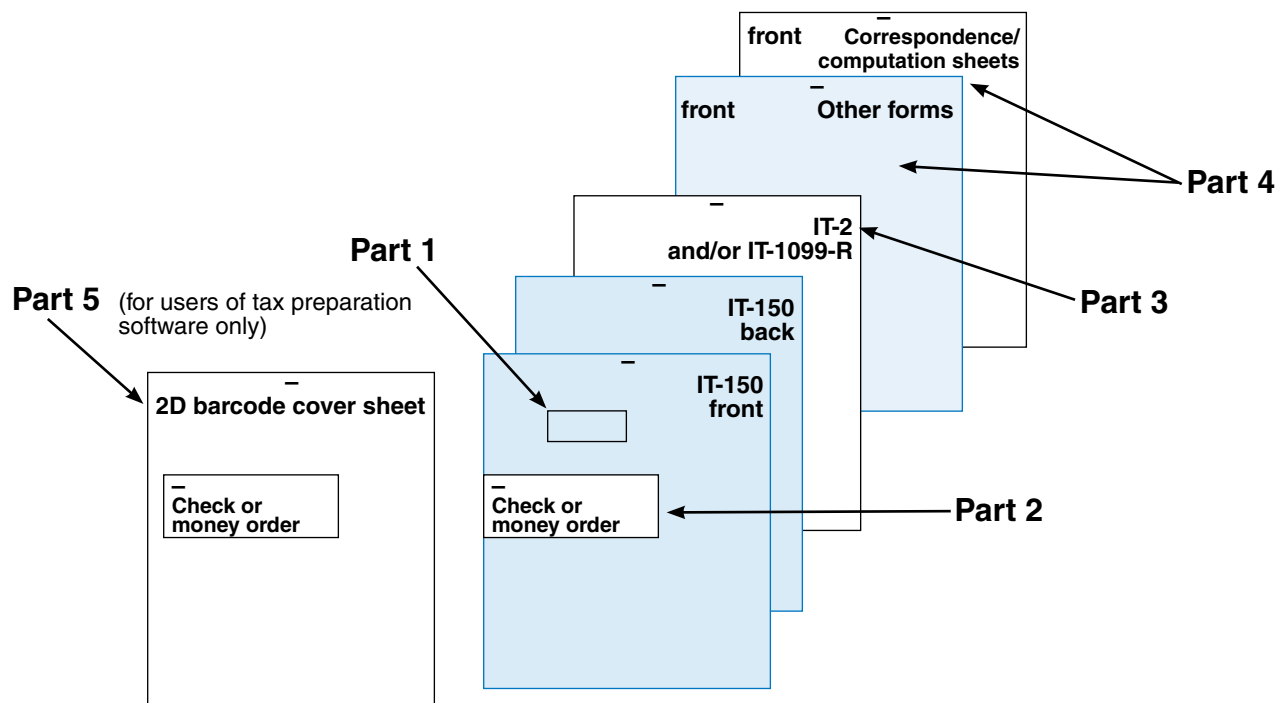 front Correspondence/
computation sheets
front Other forms
Part 4
IT-2
and/or IT-1099-R
Part 1
Part 3
Part 5 (for users of tax preparation
software only)
IT-150
back
IT-150
front
2D barcode cover sheet
Check or
money order
Check or
money order
Part 2